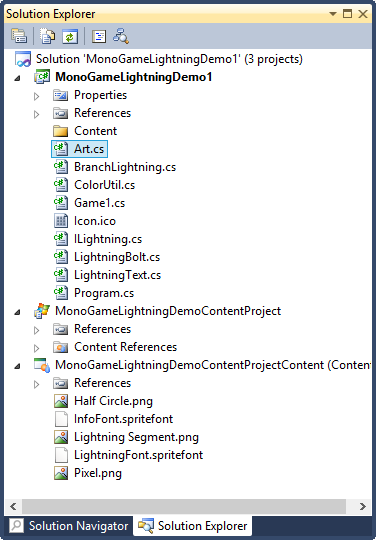 Solution Explorer
Solution 'MonoGameLightningDemo1' (3 projects)
MonoGameLightningDemo1
Properties
References
Content
Art.cs
BranchLightning.cs
ColorUtil.cs
Game1.cs
Icon.ico
ILightning.cs
LightningBolt.cs
LightningText.cs
Program.cs
MonoGameLightningDemoContentProject
References
Content References
MonoGameLightningDemoContentProjectContent (Conten
References
Half Circle.png
InfoFont.spritefont
Lightning Segment.png
LightningFont.spritefont
Pixel.png
Solution Navigator Solution Explorer